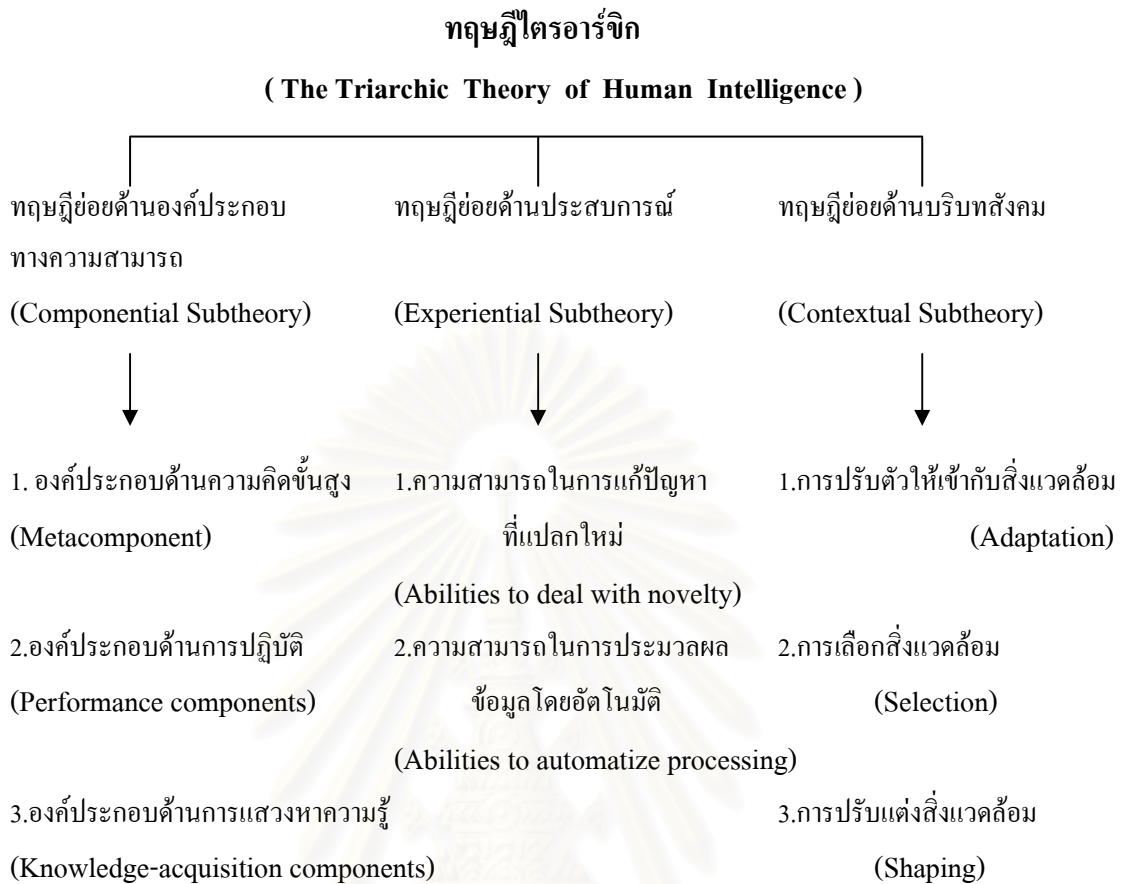 ทฤษฎีไตรอาร์ขิก
( The Triarchic Theory of Human Intelligence )
ทฤษฎีย่อยด้านองค์ประกอบ
ทางความสามารถ
(Componential Subtheory)
ทฤษฎีย่อยด้านประสบการณ์
(Experiential Subtheory)
ทฤษฎีย่อยด้านบริบทสังคม
(Contextual Subtheory)
1. องค์ประกอบด้านความคิดขั้นสูง
(Metacomponent)
2.องค์ประกอบด้านการปฏิบัติ
(Performance components)
3.องค์ประกอบด้านการแสวงหาความรู้
(Knowledge-acquisition components)
1.ความสามารถในการแก้ปัญหา
ที่แปลกใหม่
(Abilities to deal with novelty)
2.ความสามารถในการประมวลผล
ข้อมูลโดยอัตโนมัติ
(Abilities to automatize processing)
1.การปรับตัวให้เข้ากับสิ่งแวดล้อม
(Adaptation)
2.การเลือกสิ่งแวดล้อม
(Selection)
3.การปรับแต่งสิ่งแวดล้อม
(Shaping)